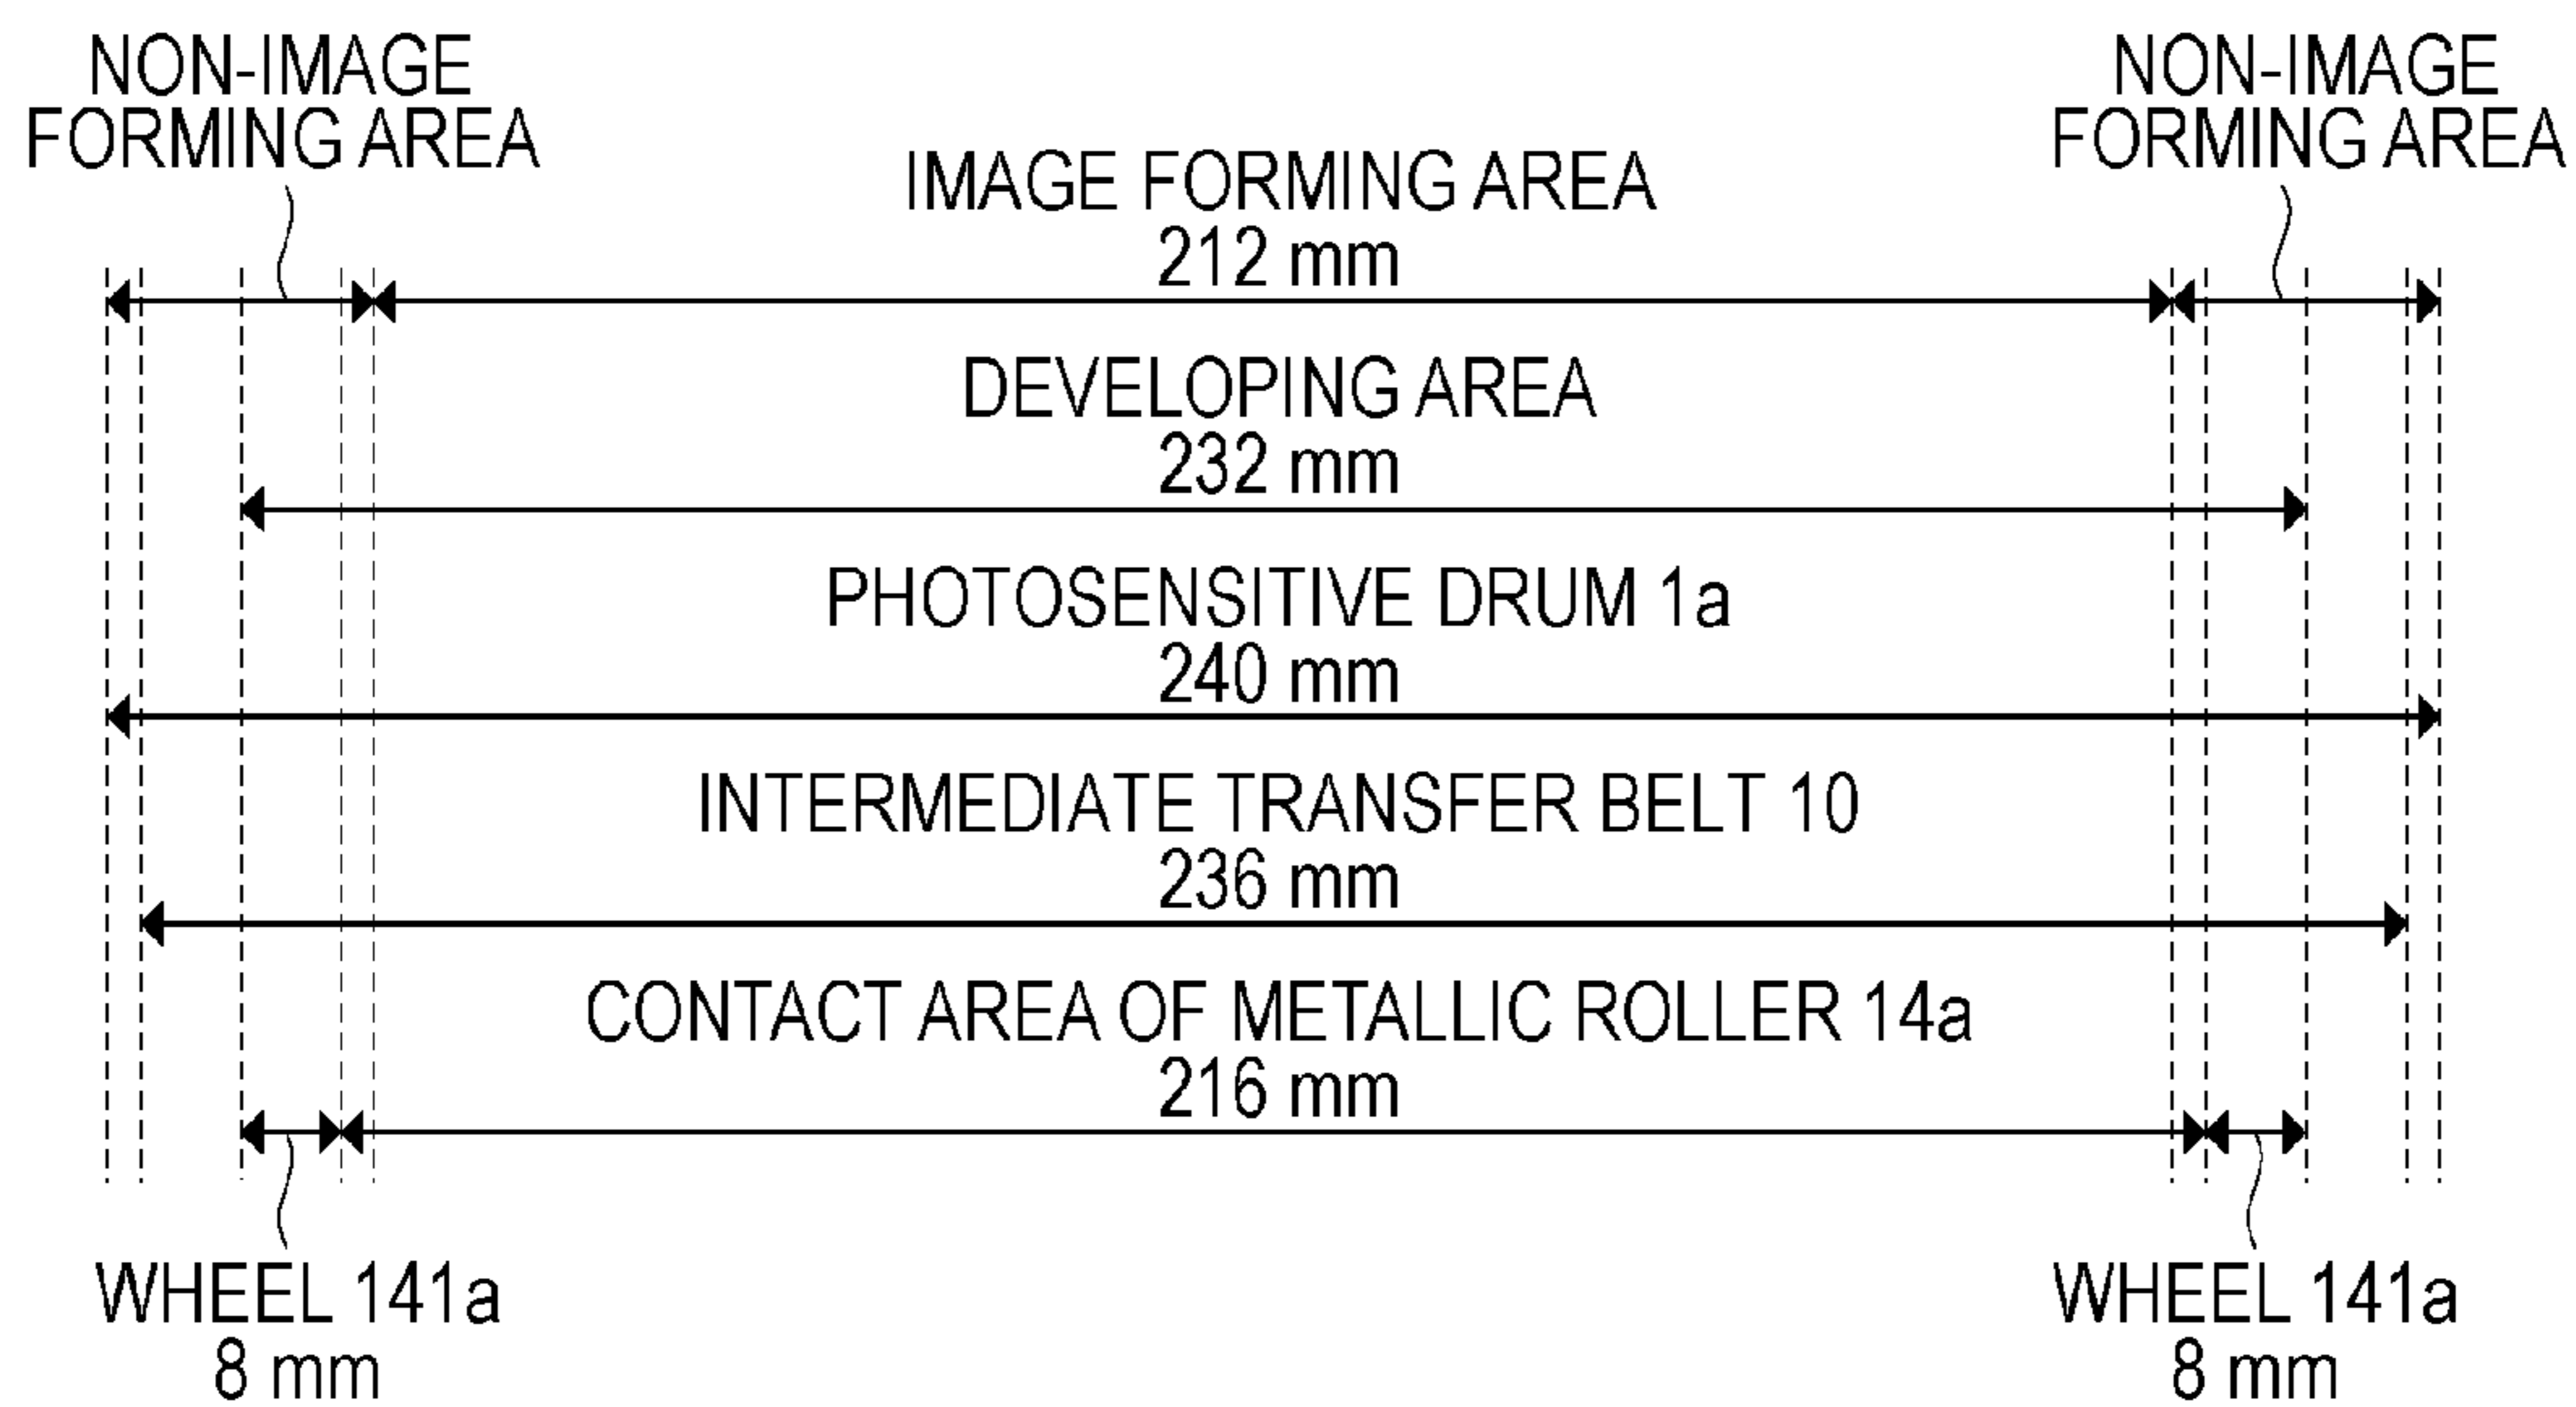 NON-IMAGE
FORMING AREA
NON-IMAGE
FORMING AREA
IMAGE FORMING AREA
212 mm
DEVELOPING AREA
232 mm
PHOTOSENSITIVE DRUM 1a
240 mm
INTERMEDIATE TRANSFER BELT 10
236 mm
CONTACT AREA OF METALLIC ROLLER 14a
216 mm
WHEEL 141a
8 mm
WHEEL 141a
8 mm